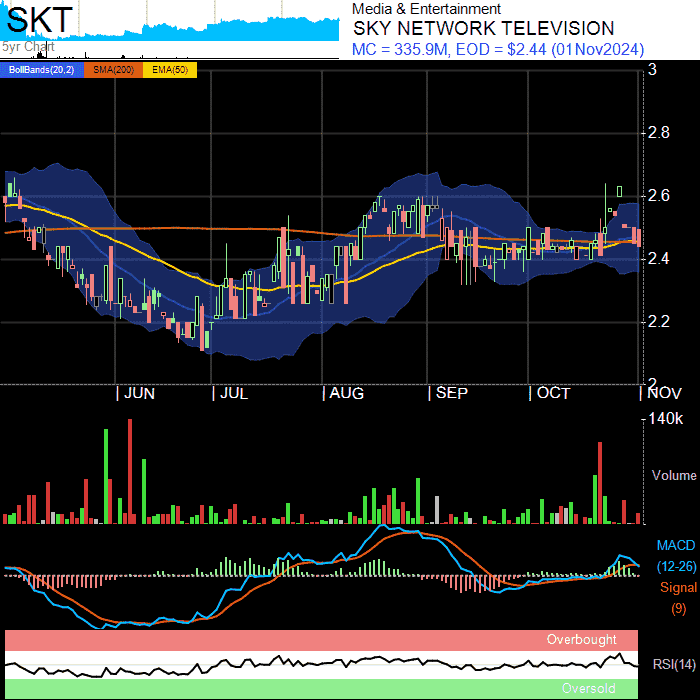 SKT
5yr Chart
Media & Entertainment
SKY NETWORK TELEVISION
MC = 335.9M, EOD = $2.44 (01Nov2024)
BollBands(20,2) SMA(200) EMA(50)
3
2.8
2.6
2.4
2.2
2
JUN JUL AUG SEP OCT NOV
140k
Volume
MACD
(12-26)
Signal
(9)
Overbought
RSI(14)
Oversold